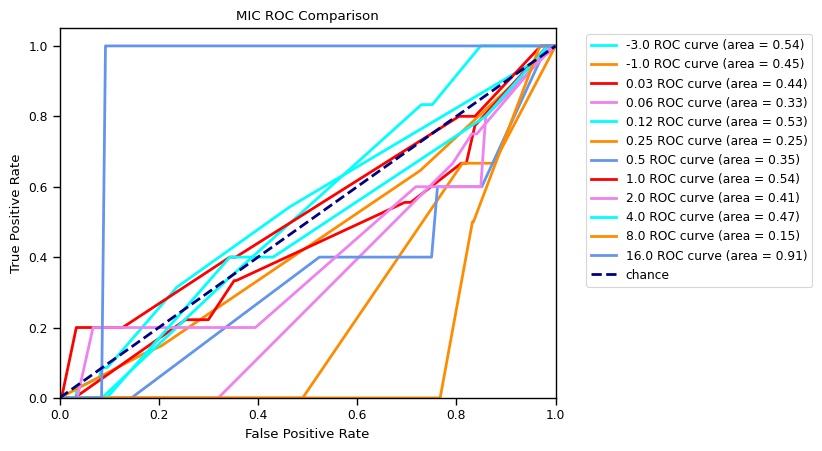 MIC ROC Comparison
True Positive Rate
1.0
0.8
0.6
0.4
0.2
0.0
0.0 0.2 0.4 0.6 0.8 1.0
False Positive Rate
-3.0 ROC curve (area = 0.54)
-1.0 ROC curve (area = 0.45)
0.03 ROC curve (area = 0.44)
0.06 ROC curve (area = 0.33)
0.12 ROC curve (area = 0.53)
0.25 ROC curve (area = 0.25)
0.5 ROC curve (area = 0.35)
1.0 ROC curve (area = 0.54)
2.0 ROC curve (area = 0.41)
4.0 ROC curve (area = 0.47)
8.0 ROC curve (area = 0.15)
16.0 ROC curve (area = 0.91)
chance